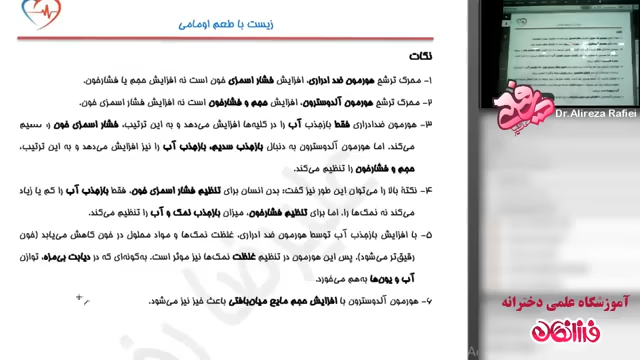 زیست با طعم اومامی
نکات
۱- محرک ترشح هورمون ضد ادراری، افزایش فشار اسمزی خون است نه افزایش حجم یا فشارخون.
۲- محرک ترشح هورمون آلدوسترون، افزایش حجم و فشارخون است نه افزایش فشار اسمزی خون.
۳- هورمون ضدادراری فقط بازجذب آب را در کلیه‌ها افزایش می‌دهد و به این ترتیب، فشار اسمزی خون
می‌کند. اما هورمون آلدوسترون به دنبال بازجذب سدیم، بازجذب آب را نیز افزایش می‌دهد و به این ترتیب،
حجم و فشارخون را تنظیم می‌کند.
۴- نکتهٔ بالا را می‌توان این طور نیز گفت: بدن انسان برای تنظیم فشار اسمزی خون، فقط بازجذب آب را کم یا زیاد
می‌کند نه نمک‌ها را. اما برای تنظیم فشارخون، میزان بازجذب نمک و آب را تنظیم می‌کند.
۵- با افزایش بازجذب آب توسط هورمون ضد ادراری، غلظت نمک‌ها و مواد محلول در خون کاهش می‌یابد (خون
رقیق‌تر می‌شود). پس این هورمون در تنظیم غلظت نمک‌ها نیز موثر است. به‌گونه‌ای که در دیابت بی‌مزه، توازن
آب و یون‌ها به‌هم می‌خورد.
۶- هورمون آلدوسترون با افزایش حجم مایع میان‌بافتی باعث خیز نیز می‌شود.
Dr.Alireza Rafiei
آموزشگاه علمی دخترانه
فرزانگان